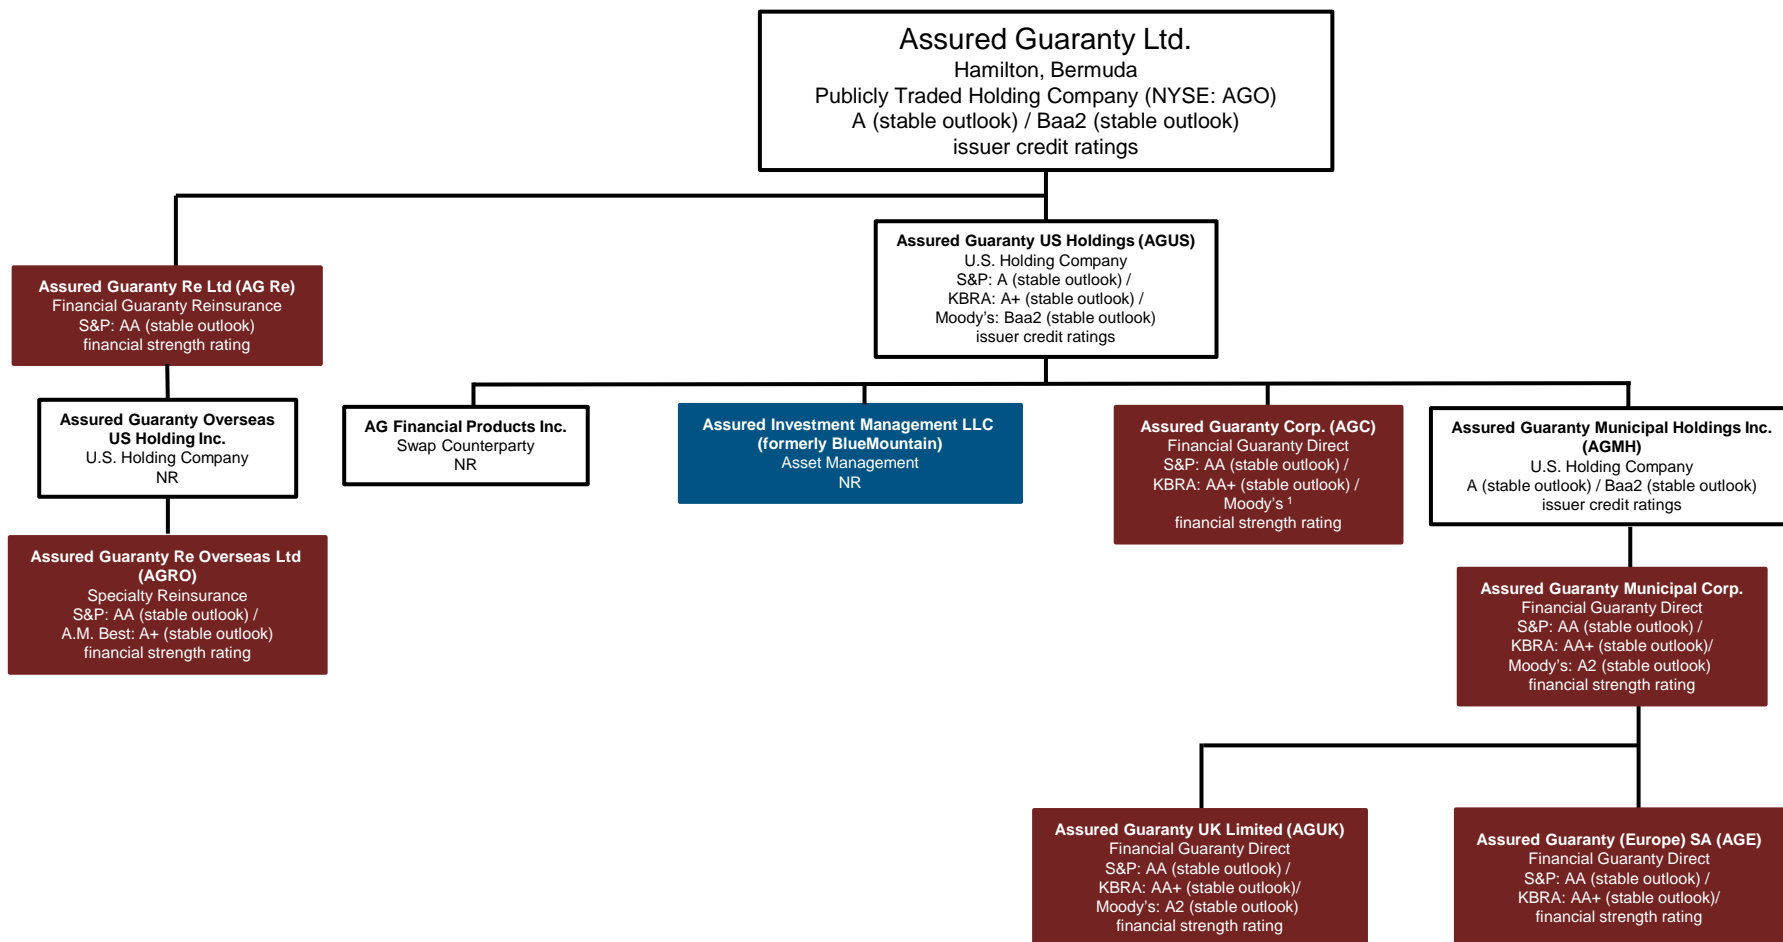 Assured Guaranty Ltd.
Hamilton, Bermuda
Publicly Traded Holding Company (NYSE: AGO)
A (stable outlook) / Baa2 (stable outlook)
issuer credit ratings
Assured Guaranty US Holdings (AGUS)
U.S. Holding Company
S&P: A (stable outlook) /
KBRA: A+ (stable outlook) /
Moody's: Baa2 (stable outlook)
issuer credit ratings
Assured Guaranty Re Ltd (AG Re)
Financial Guaranty Reinsurance
S&P: AA (stable outlook)
financial strength rating
Assured Guaranty Overseas
US Holding Inc.
U.S. Holding Company
NR
AG Financial Products Inc.
Swap Counterparty
NR
Assured Investment Management LLC
(formerly BlueMountain)
Asset Management
NR
Assured Guaranty Corp. (AGC)
Financial Guaranty Direct
S&P: AA (stable outlook) /
KBRA: AA+ (stable outlook) /
Moody's ¹
financial strength rating
Assured Guaranty Municipal Holdings Inc.
(AGMH)
U.S. Holding Company
A (stable outlook) / Baa2 (stable outlook)
issuer credit ratings
Assured Guaranty Re Overseas Ltd
(AGRO)
Specialty Reinsurance
S&P: AA (stable outlook) /
A.M. Best: A+ (stable outlook)
financial strength rating
Assured Guaranty Municipal Corp.
Financial Guaranty Direct
S&P: AA (stable outlook) /
KBRA: AA+ (stable outlook)/
Moody's: A2 (stable outlook)
financial strength rating
Assured Guaranty UK Limited (AGUK)
Financial Guaranty Direct
S&P: AA (stable outlook) /
KBRA: AA+ (stable outlook)/
Moody's: A2 (stable outlook)
financial strength rating
Assured Guaranty (Europe) SA (AGE)
Financial Guaranty Direct
S&P: AA (stable outlook) /
KBRA: AA+ (stable outlook)/
financial strength rating